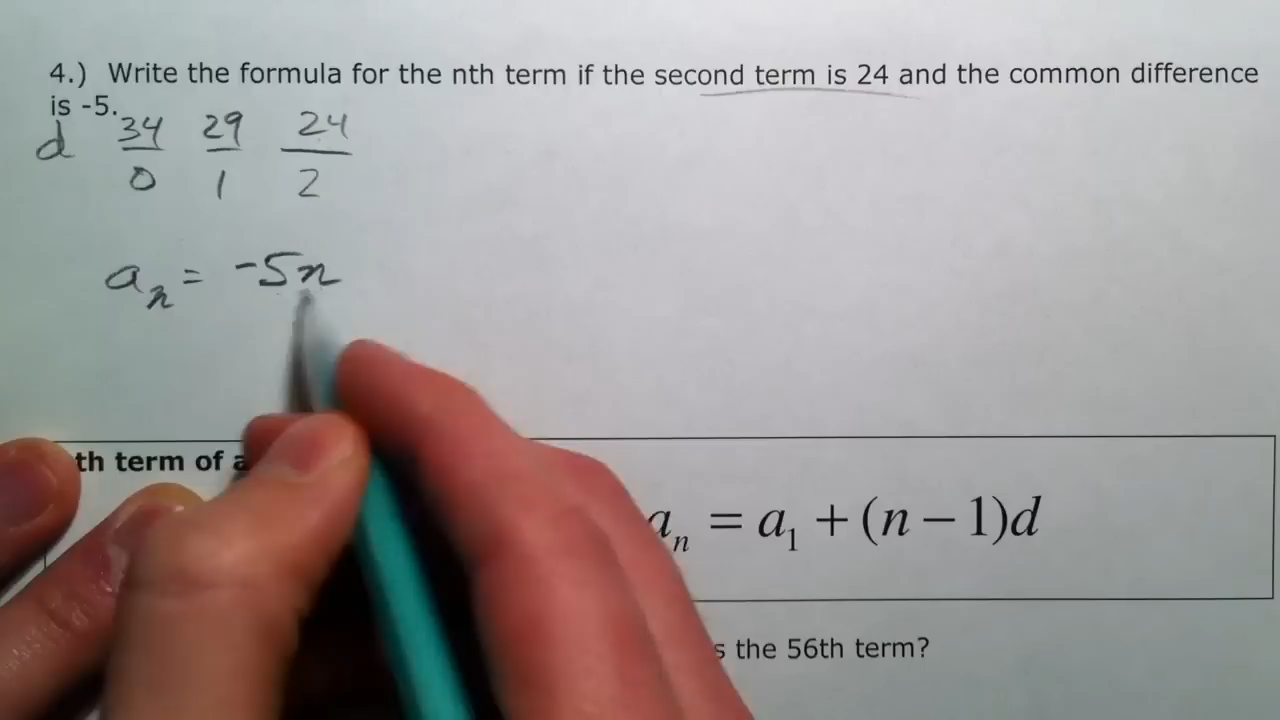 4.) Write the formula for the nth term if the second term is 24 and the common difference
is -5.
d 34 29 24
0 1 2
aₙ = -5n
th term of a
aₙ = a₁ + (n − 1)d
s the 56th term?